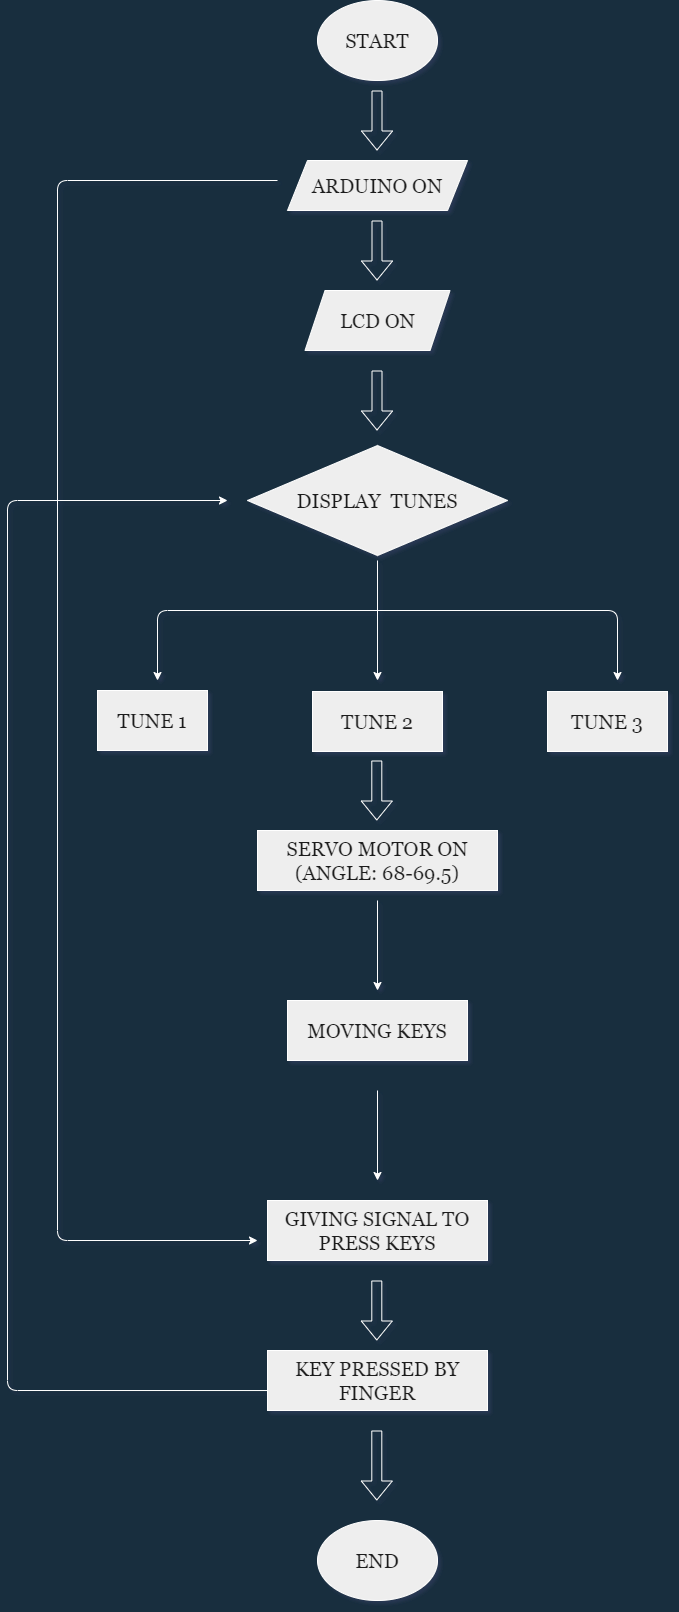 START
ARDUINO ON
LCD ON
DISPLAY TUNES
TUNE 1
TUNE 2
TUNE 3
SERVO MOTOR ON
(ANGLE: 68-69.5)
MOVING KEYS
GIVING SIGNAL TO
PRESS KEYS
KEY PRESSED BY
FINGER
END